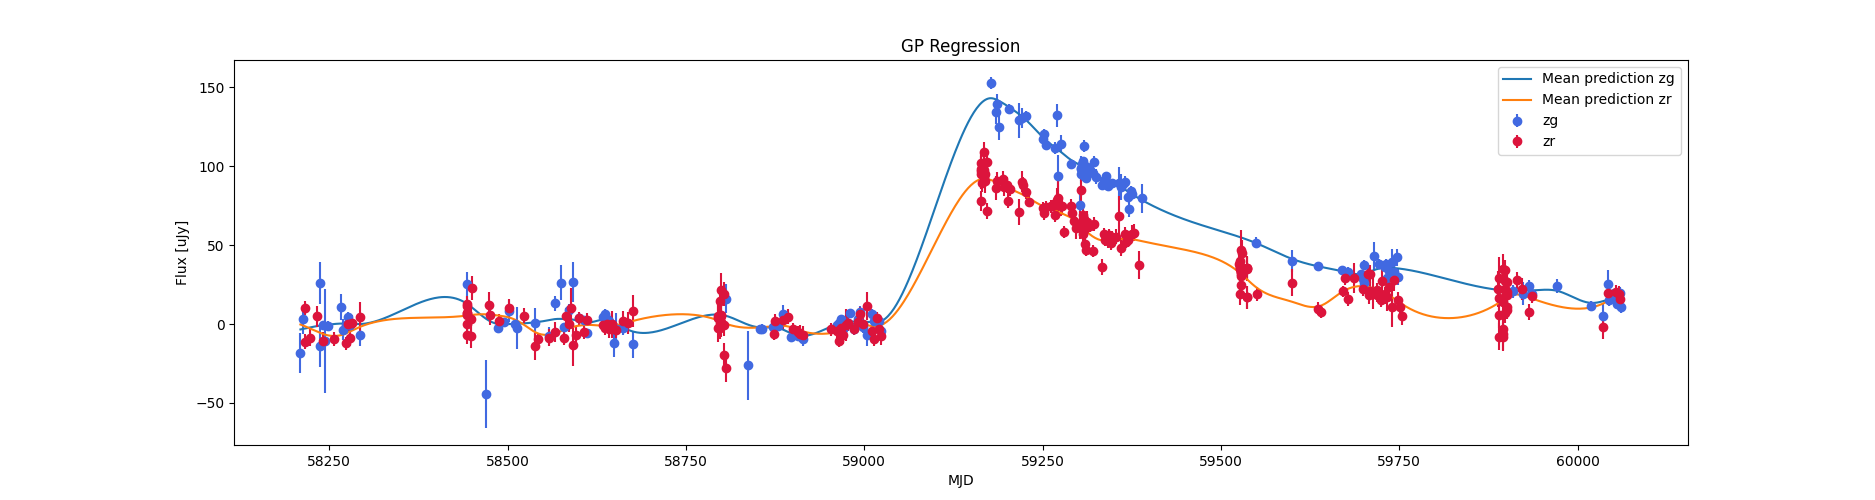 GP Regression
150
100
50
0
−50
Flux [uJy]
58250
58500
58750
59000
59250
59500
59750
60000
MJD
Mean prediction zg
Mean prediction zr
zg
zr